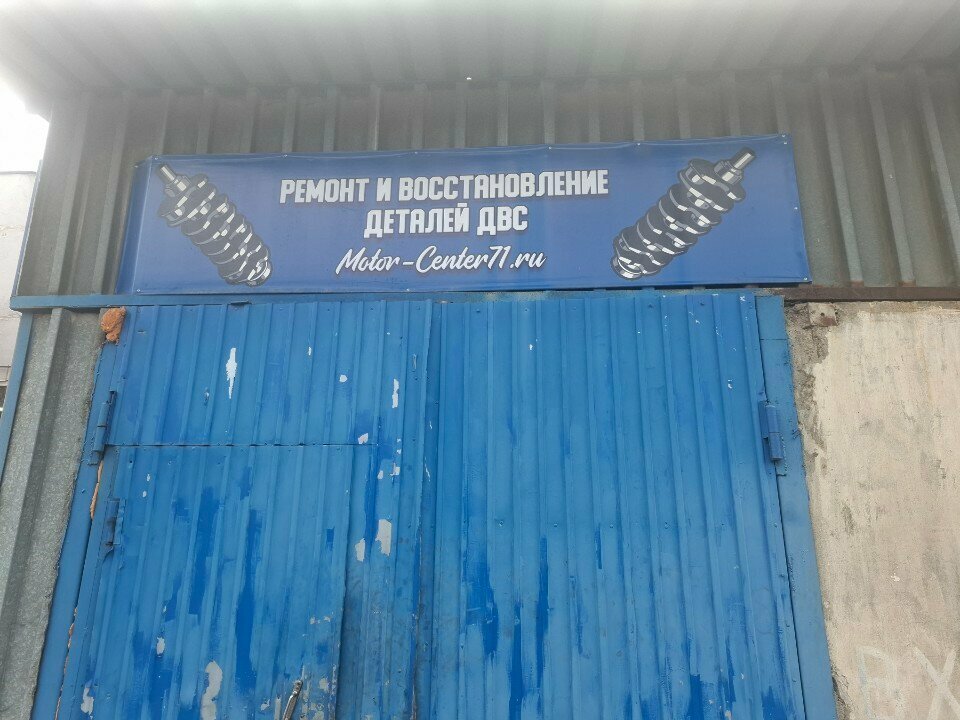 РЕМОНТ И ВОССТАНОВЛЕНИЕ
ДЕТАЛЕЙ ДВС
Motor-Center71.ru